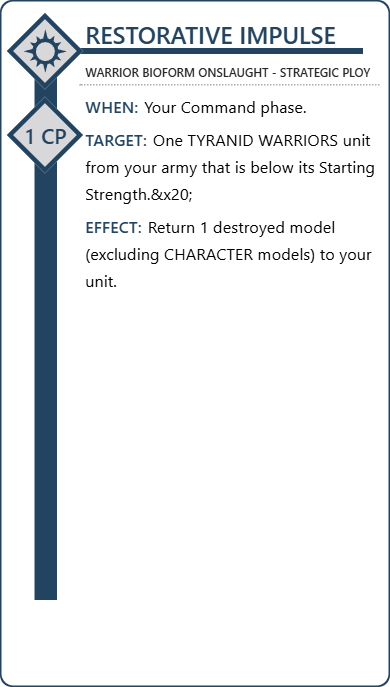 RESTORATIVE IMPULSE
WARRIOR BIOFORM ONSLAUGHT - STRATEGIC PLOY
WHEN: Your Command phase.
1 CP
TARGET: One TYRANID WARRIORS unit
from your army that is below its Starting
Strength.&x20;
EFFECT: Return 1 destroyed model
(excluding CHARACTER models) to your
unit.